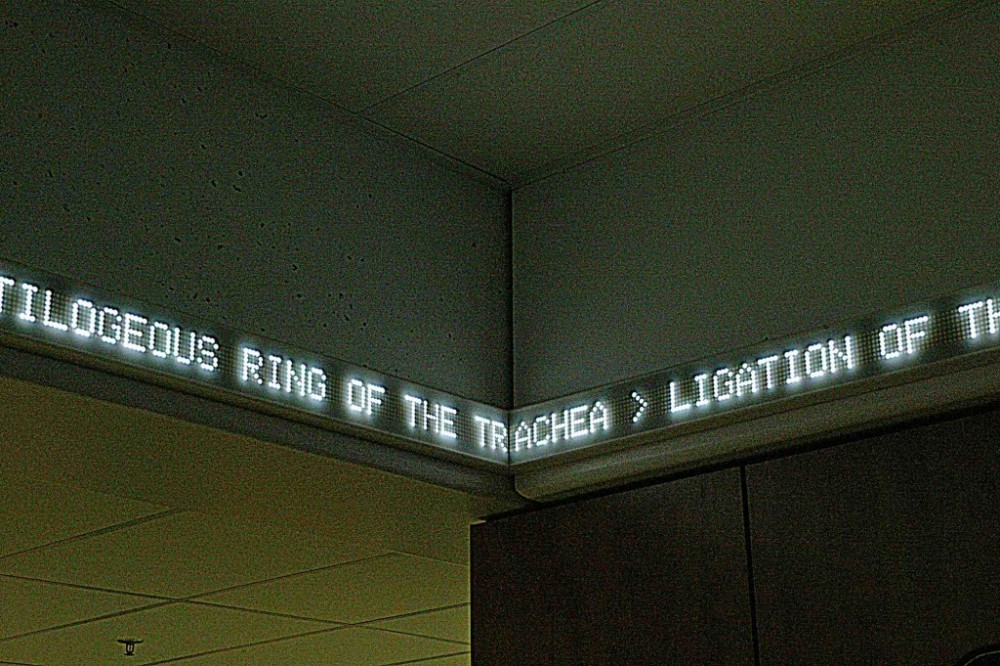 TILOGEOUS RING OF THE TRACHEA > LIGATION OF TH